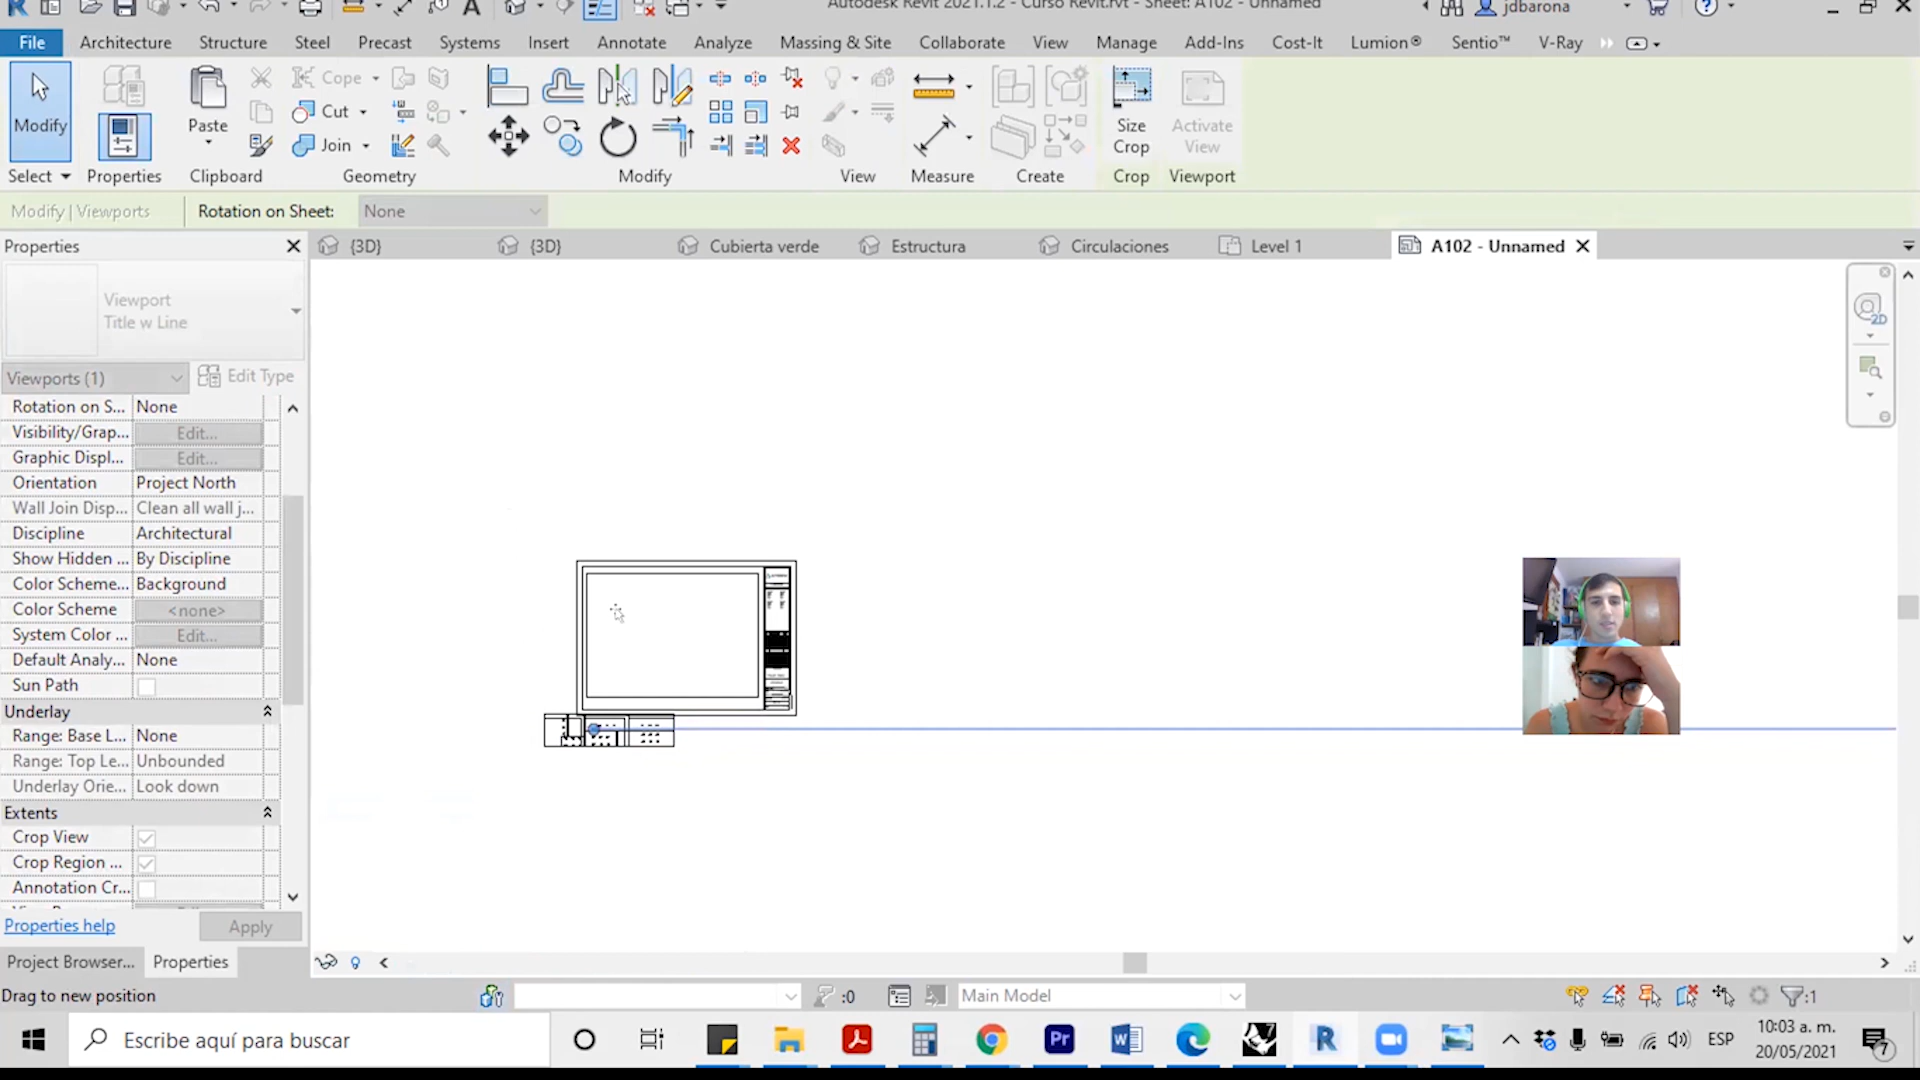 Autodesk Revit 2021.1.2 - Curso Revit.rvt - Sheet: A102 - Unnamed
jdbarona
File Architecture Structure Steel Precast Systems Insert Annotate Analyze Massing & Site Collaborate View Manage Add-Ins Cost-It Lumion® Sentio™ V-Ray
Modify
Paste
Cope
Cut
Join
Size
Crop
Activate
View
Select Properties Clipboard Geometry Modify View Measure Create Crop Viewport
Modify | Viewports Rotation on Sheet: None
Properties
{3D} {3D} Cubierta verde Estructura Circulaciones Level 1 A102 - Unnamed
Viewport
Title w Line
Viewports (1) Edit Type
Rotation on S... None
Visibility/Grap... Edit...
Graphic Displ... Edit...
Orientation Project North
Wall Join Disp... Clean all wall j...
Discipline Architectural
Show Hidden ... By Discipline
Color Scheme... Background
Color Scheme <none>
System Color ... Edit...
Default Analy... None
Sun Path
Underlay
Range: Base L... None
Range: Top Le... Unbounded
Underlay Orie... Look down
Extents
Crop View
Crop Region ...
Annotation Cr...
Properties help Apply
Project Browser... Properties
2D
Drag to new position :0 Main Model :1
Escribe aquí para buscar
ESP
10:03 a. m.
20/05/2021
7